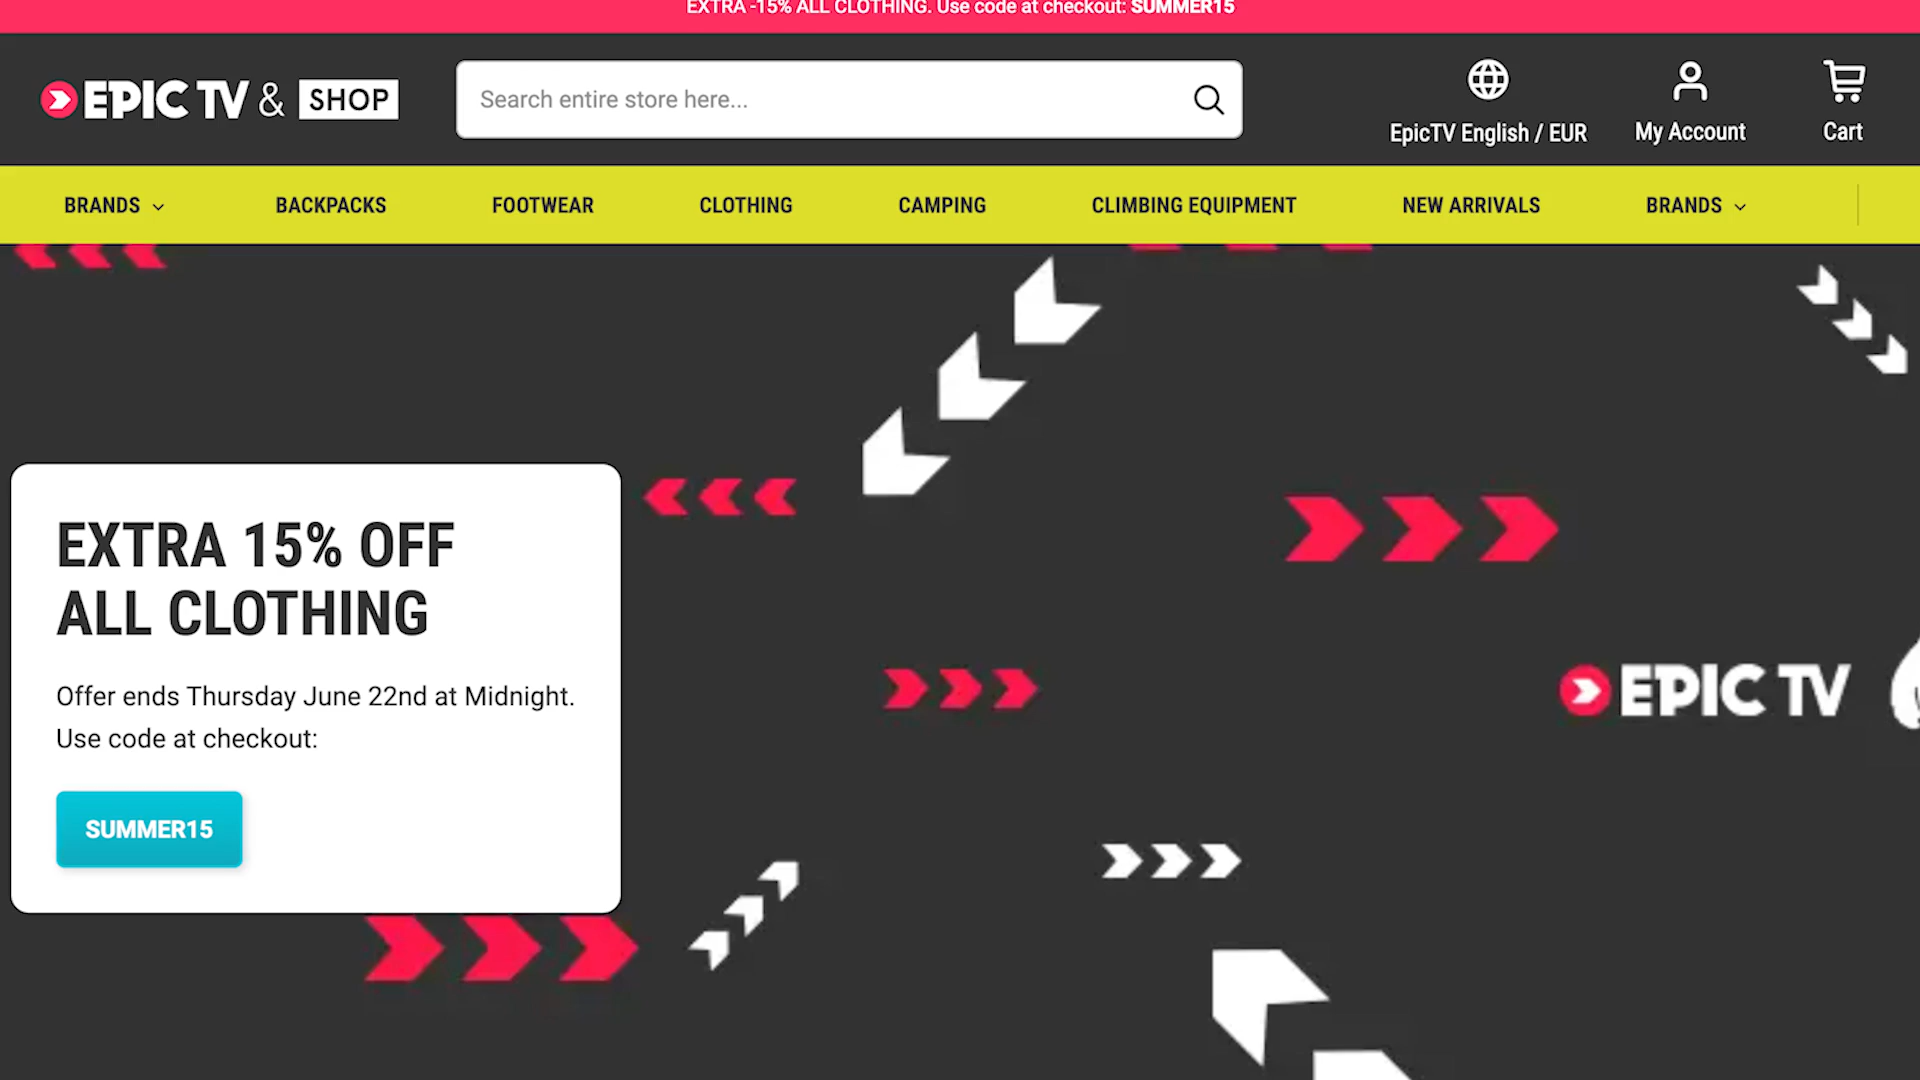 EXTRA -15% ALL CLOTHING. Use code at checkout: SUMMER15
EPIC TV & SHOP
Search entire store here...
EpicTV English / EUR
My Account
Cart
BRANDS
BACKPACKS
FOOTWEAR
CLOTHING
CAMPING
CLIMBING EQUIPMENT
NEW ARRIVALS
BRANDS
EXTRA 15% OFF
ALL CLOTHING
Offer ends Thursday June 22nd at Midnight.
Use code at checkout:
SUMMER15
EPIC TV